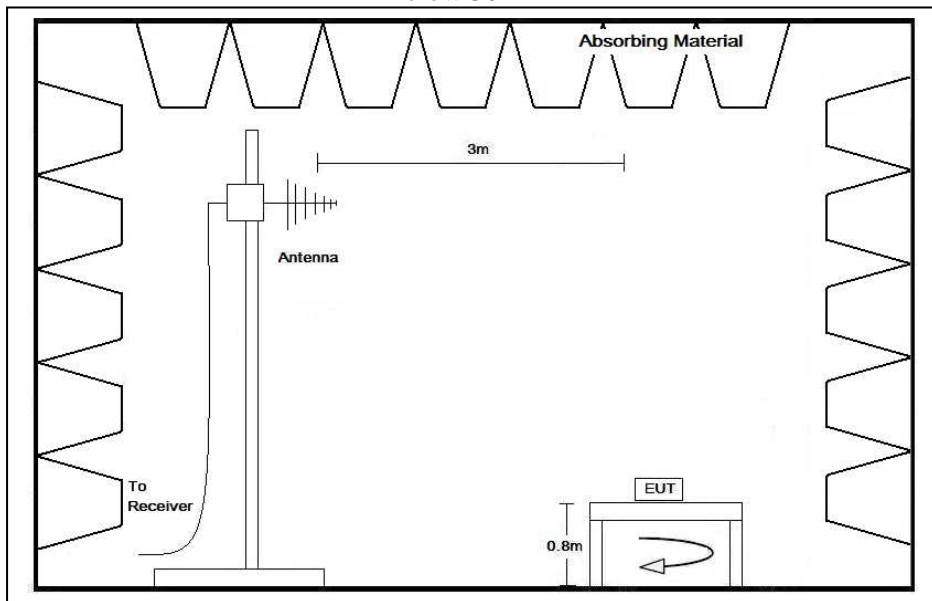 Absorbing Material
3m
Antenna
To
Receiver
EUT
0.8m